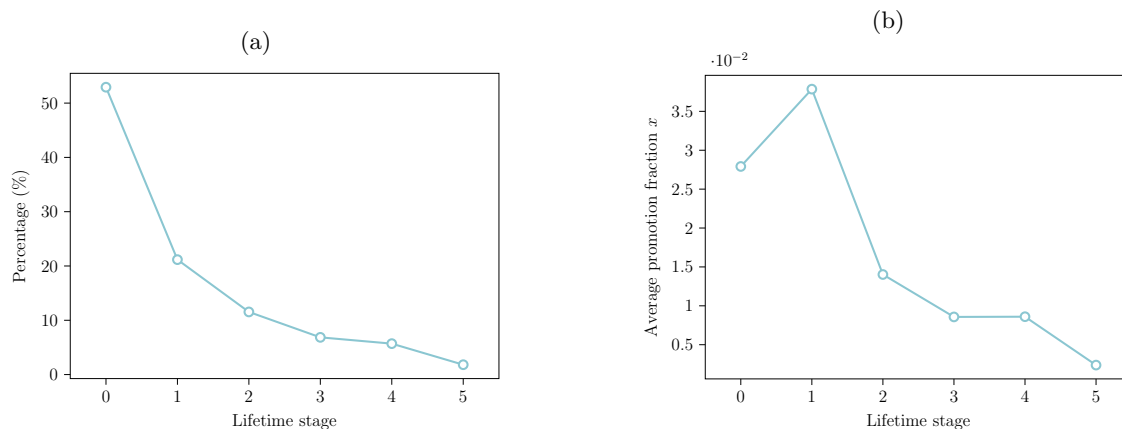 (a)
Percentage (%)
50
40
30
20
10
0
0 1 2 3 4 5
Lifetime stage
(b)
·10⁻²
Average promotion fraction x
3.5
3
2.5
2
1.5
1
0.5
0 1 2 3 4 5
Lifetime stage